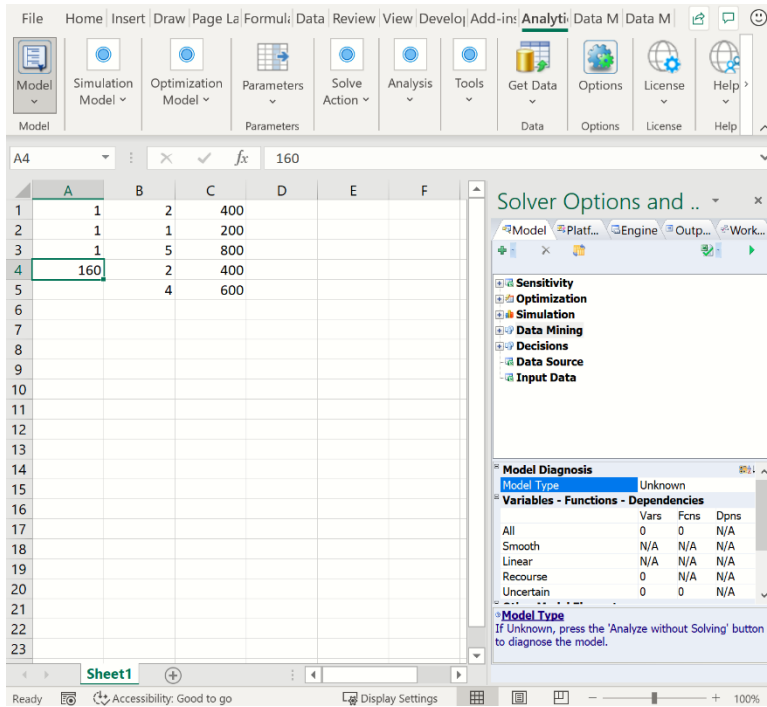 File Home Insert Draw Page La Formula Data Review View Develop Add-ins Analyti Data M Data M
Model Simulation Model Optimization Model Parameters Solve Action Analysis Tools Get Data Options License Help
Model Parameters Data Options License Help
A4 fx 160
A B C D E F
1 1 2 400
2 1 1 200
3 1 5 800
4 160 2 400
5 4 600
6
7
8
9
10
11
12
13
14
15
16
17
18
19
20
21
22
23
Solver Options and ..
Model Platf... Engine Outp... Work...
Sensitivity
Optimization
Simulation
Data Mining
Decisions
Data Source
Input Data
Model Diagnosis
Model Type Unknown
Variables - Functions - Dependencies
Vars Fcns Dpns
All 0 0 N/A
Smooth N/A N/A N/A
Linear N/A N/A N/A
Recourse 0 N/A N/A
Uncertain 0 0 N/A
Model Type
If Unknown, press the 'Analyze without Solving' button
to diagnose the model.
Sheet1
Ready Accessibility: Good to go Display Settings 100%